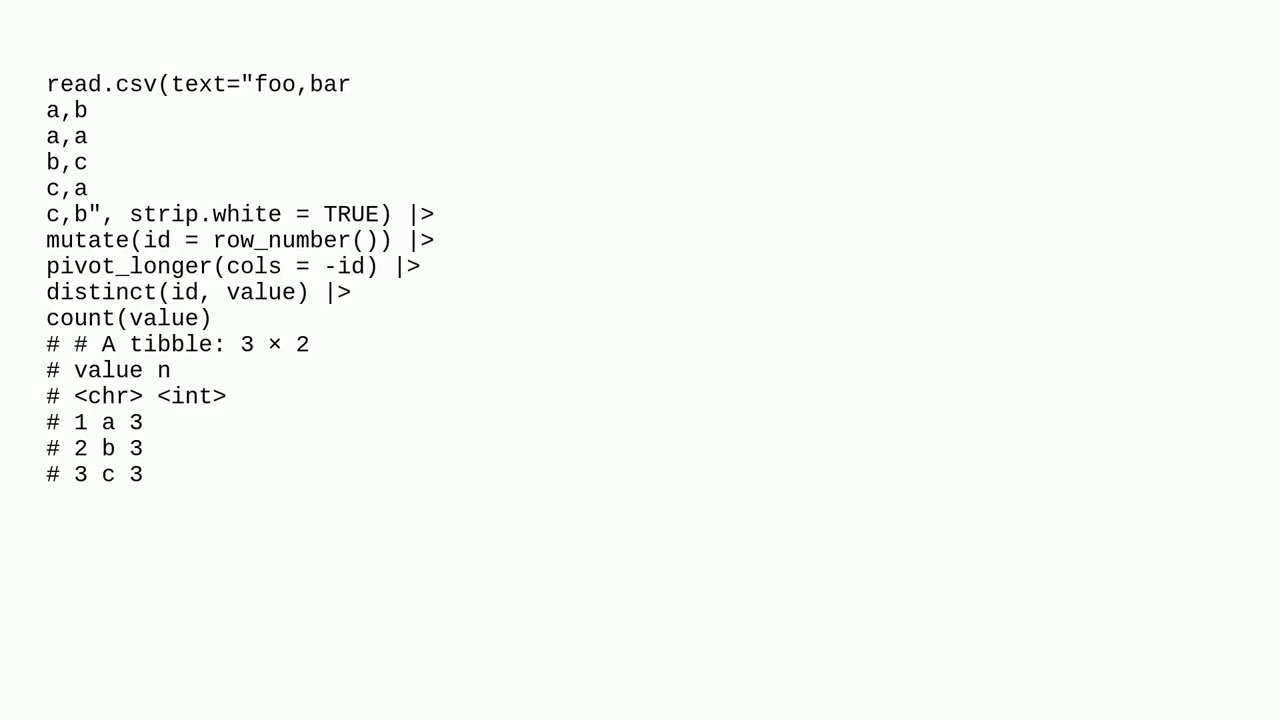 read.csv(text="foo,bar
a,b
a,a
b,c
c,a
c,b", strip.white = TRUE) |>
mutate(id = row_number()) |>
pivot_longer(cols = -id) |>
distinct(id, value) |>
count(value)
# # A tibble: 3 × 2
# value n
# <chr> <int>
# 1 a 3
# 2 b 3
# 3 c 3